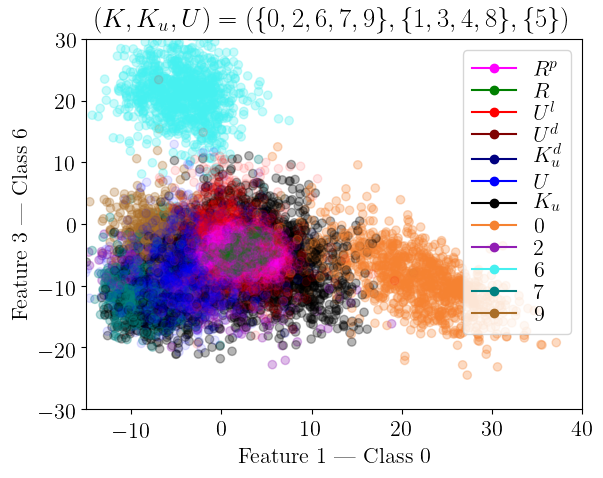 (K, K_u, U) = ({0, 2, 6, 7, 9}, {1, 3, 4, 8}, {5})
30
20
10
0
−10
−20
−30
Feature 3 — Class 6
R^p
R
U^l
U^d
K_u^d
U
K_u
0
2
6
7
9
−10
0
10
20
30
40
Feature 1 — Class 0